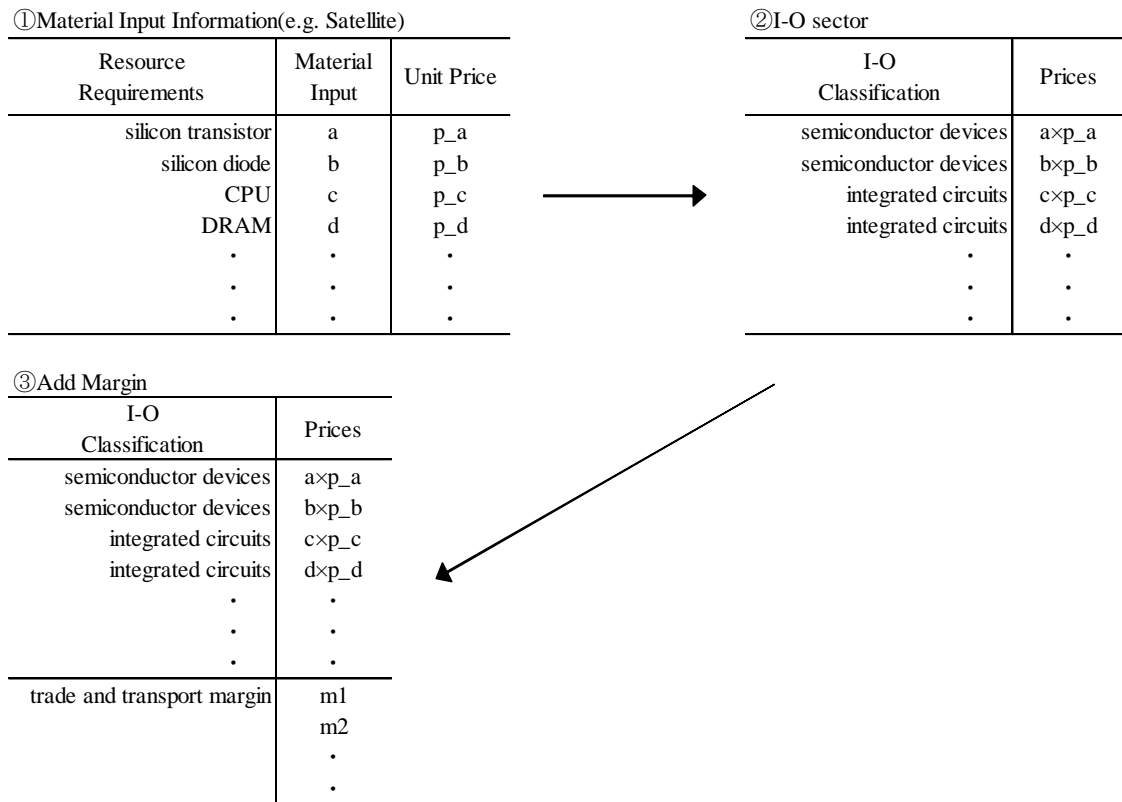 ①Material Input Information(e.g. Satellite)
Resource Requirements Material Input Unit Price
silicon transistor a p_a
silicon diode b p_b
CPU c p_c
DRAM d p_d
・ ・ ・
・ ・ ・
・ ・ ・
②I-O sector
I-O Classification Prices
semiconductor devices a×p_a
semiconductor devices b×p_b
integrated circuits c×p_c
integrated circuits d×p_d
・ ・
・ ・
・ ・
③Add Margin
I-O Classification Prices
semiconductor devices a×p_a
semiconductor devices b×p_b
integrated circuits c×p_c
integrated circuits d×p_d
・ ・
・ ・
・ ・
trade and transport margin m1
m2
・
・